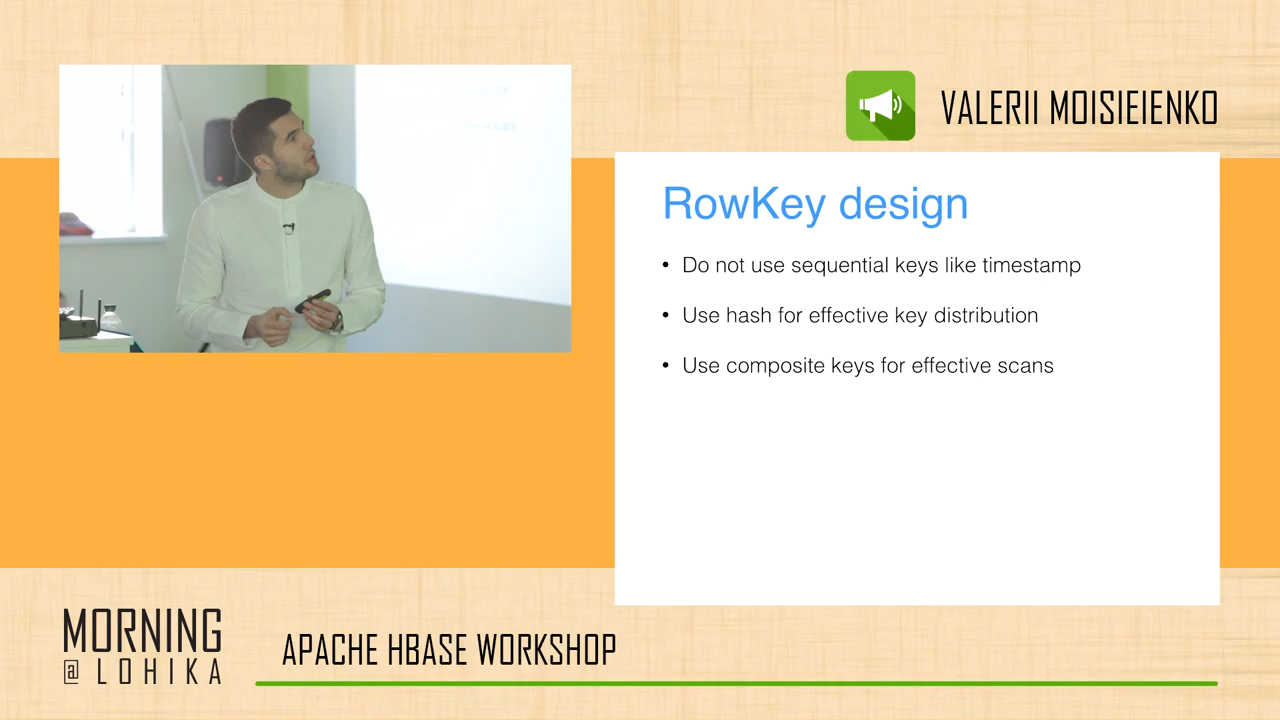 VALERII MOISIEIENKO
RowKey design
• Do not use sequential keys like timestamp
• Use hash for effective key distribution
• Use composite keys for effective scans
MORNING
@ LOHIKA
APACHE HBASE WORKSHOP